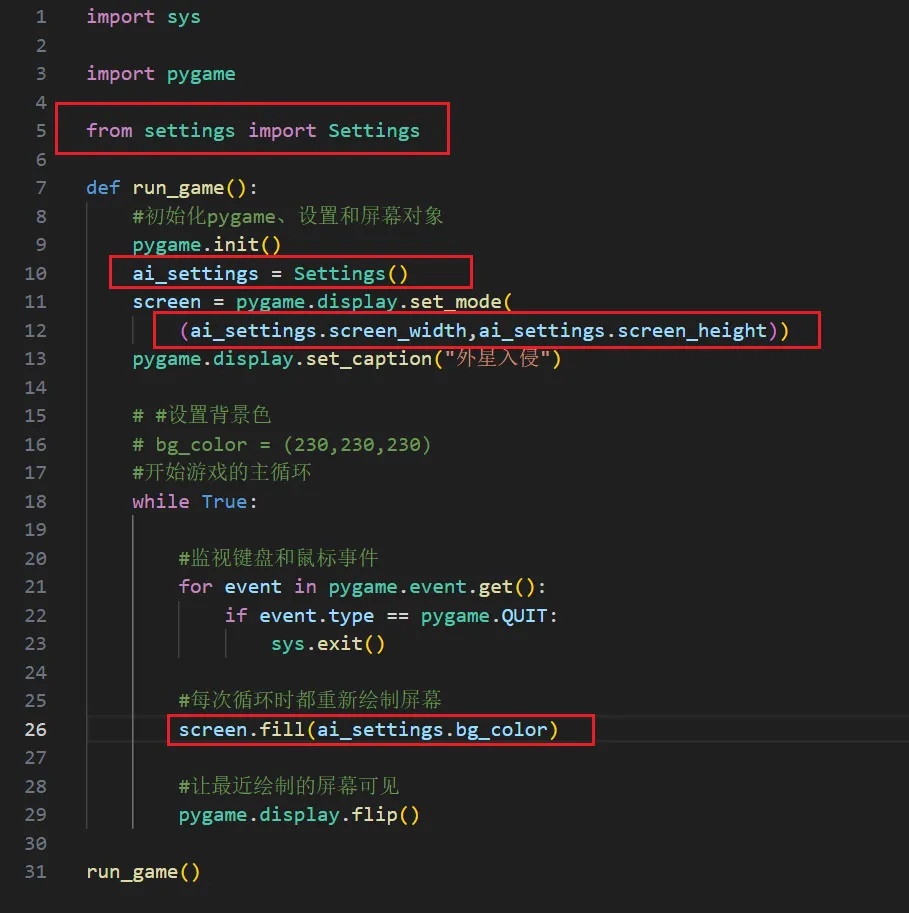 1 import sys
2
3 import pygame
4
5 from settings import Settings
6
7 def run_game():
8 #初始化pygame、设置和屏幕对象
9 pygame.init()
10 ai_settings = Settings()
11 screen = pygame.display.set_mode(
12 (ai_settings.screen_width,ai_settings.screen_height))
13 pygame.display.set_caption("外星入侵")
14
15 # #设置背景色
16 # bg_color = (230,230,230)
17 #开始游戏的主循环
18 while True:
19
20 #监视键盘和鼠标事件
21 for event in pygame.event.get():
22 if event.type == pygame.QUIT:
23 sys.exit()
24
25 #每次循环时都重新绘制屏幕
26 screen.fill(ai_settings.bg_color)
27
28 #让最近绘制的屏幕可见
29 pygame.display.flip()
30
31 run_game()